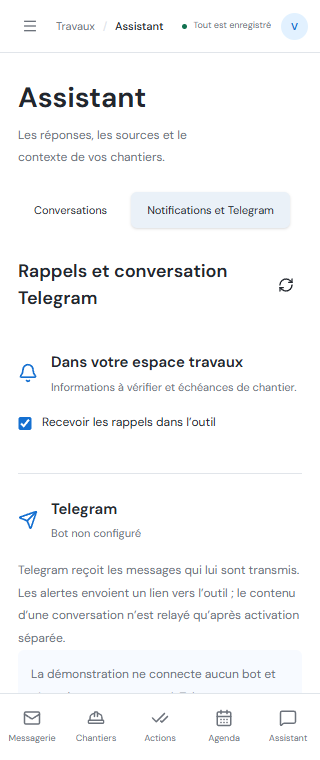 Travaux / Assistant
Tout est enregistré
V
Assistant
Les réponses, les sources et le
contexte de vos chantiers.
Conversations
Notifications et Telegram
Rappels et conversation
Telegram
Dans votre espace travaux
Informations à vérifier et échéances de chantier.
Recevoir les rappels dans l’outil
Telegram
Bot non configuré
Telegram reçoit les messages qui lui sont transmis.
Les alertes envoient un lien vers l’outil ; le contenu
d’une conversation n’est relayé qu’après activation
séparée.
La démonstration ne connecte aucun bot et
Messagerie
Chantiers
Actions
Agenda
Assistant